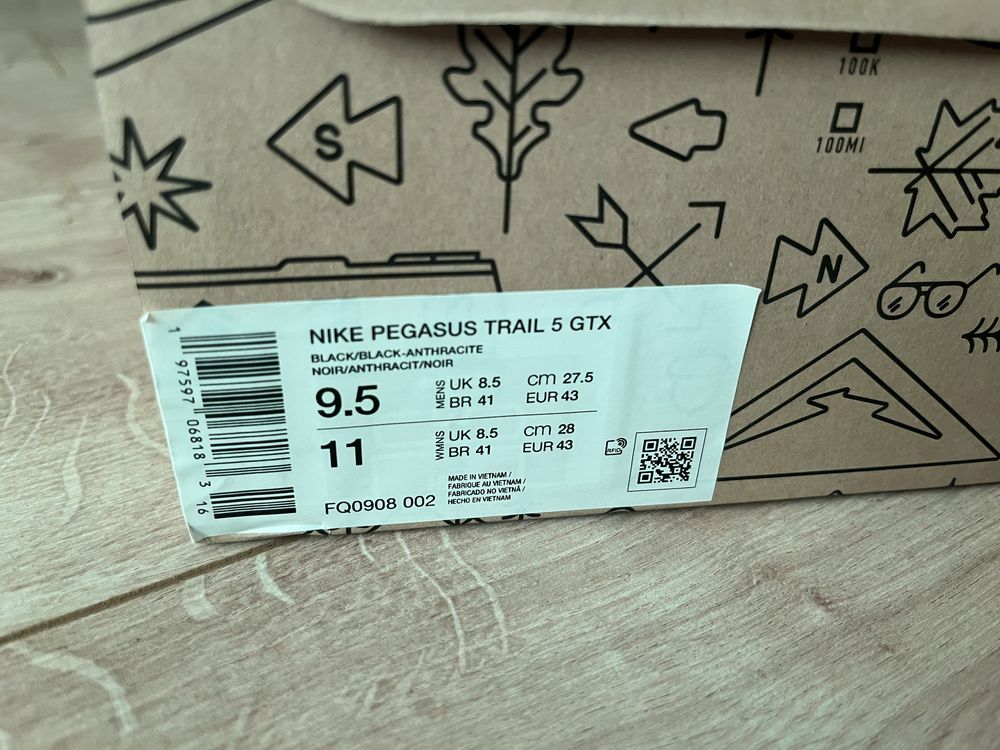 100K
S
100MI
N
NIKE PEGASUS TRAIL 5 GTX
BLACK/BLACK-ANTHRACITE
NOIR/ANTHRACIT/NOIR
9.5 MENS UK 8.5 CM 27.5
BR 41 EUR 43
11 WMNS UK 8.5 CM 28
BR 41 EUR 43
RFID
FQ0908 002
MADE IN VIETNAM /
FABRIQUE AU VIETNAM /
FABRICADO NO VIETNÃ /
HECHO EN VIETNAM
1 97597 06818 3 16